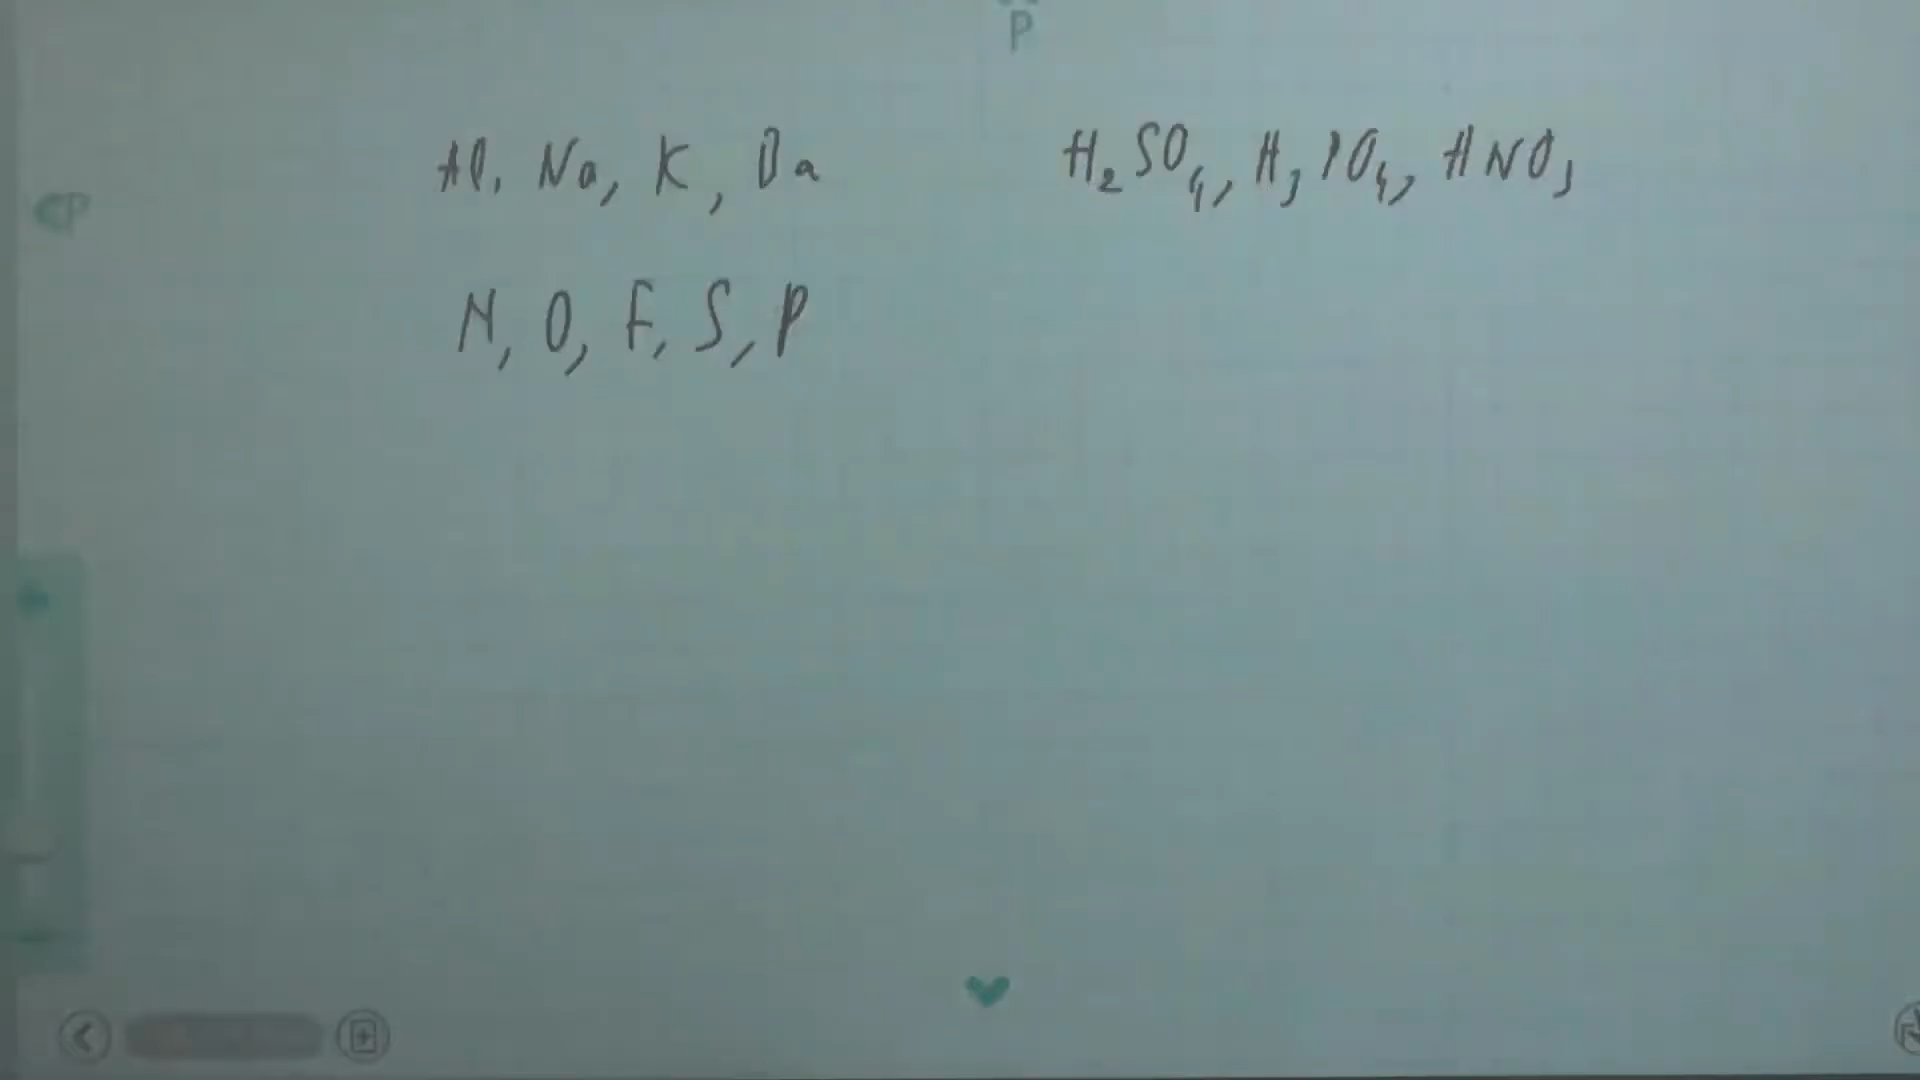 P
Al, Na, K, Ba
H₂SO₄, H₃PO₄, HNO₃
N, O, F, S, P